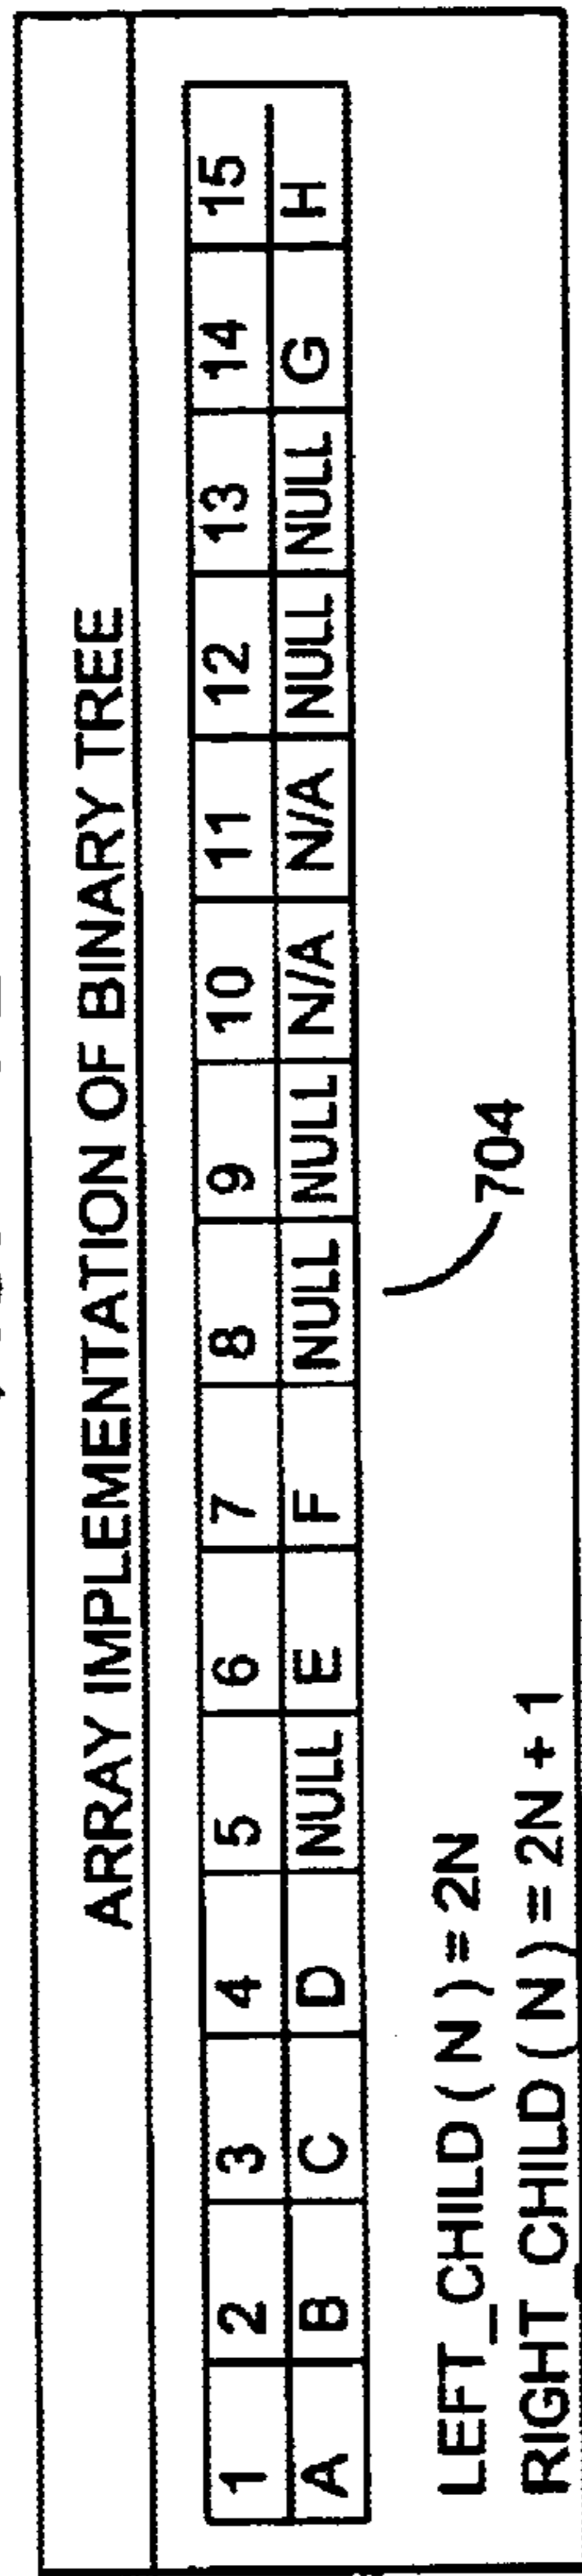 ARRAY IMPLEMENTATION OF BINARY TREE
1 2 3 4 5 6 7 8 9 10 11 12 13 14 15
A B C D NULL E F NULL NULL N/A N/A NULL NULL G H
704
LEFT_CHILD ( N ) = 2N
RIGHT_CHILD ( N ) = 2N + 1